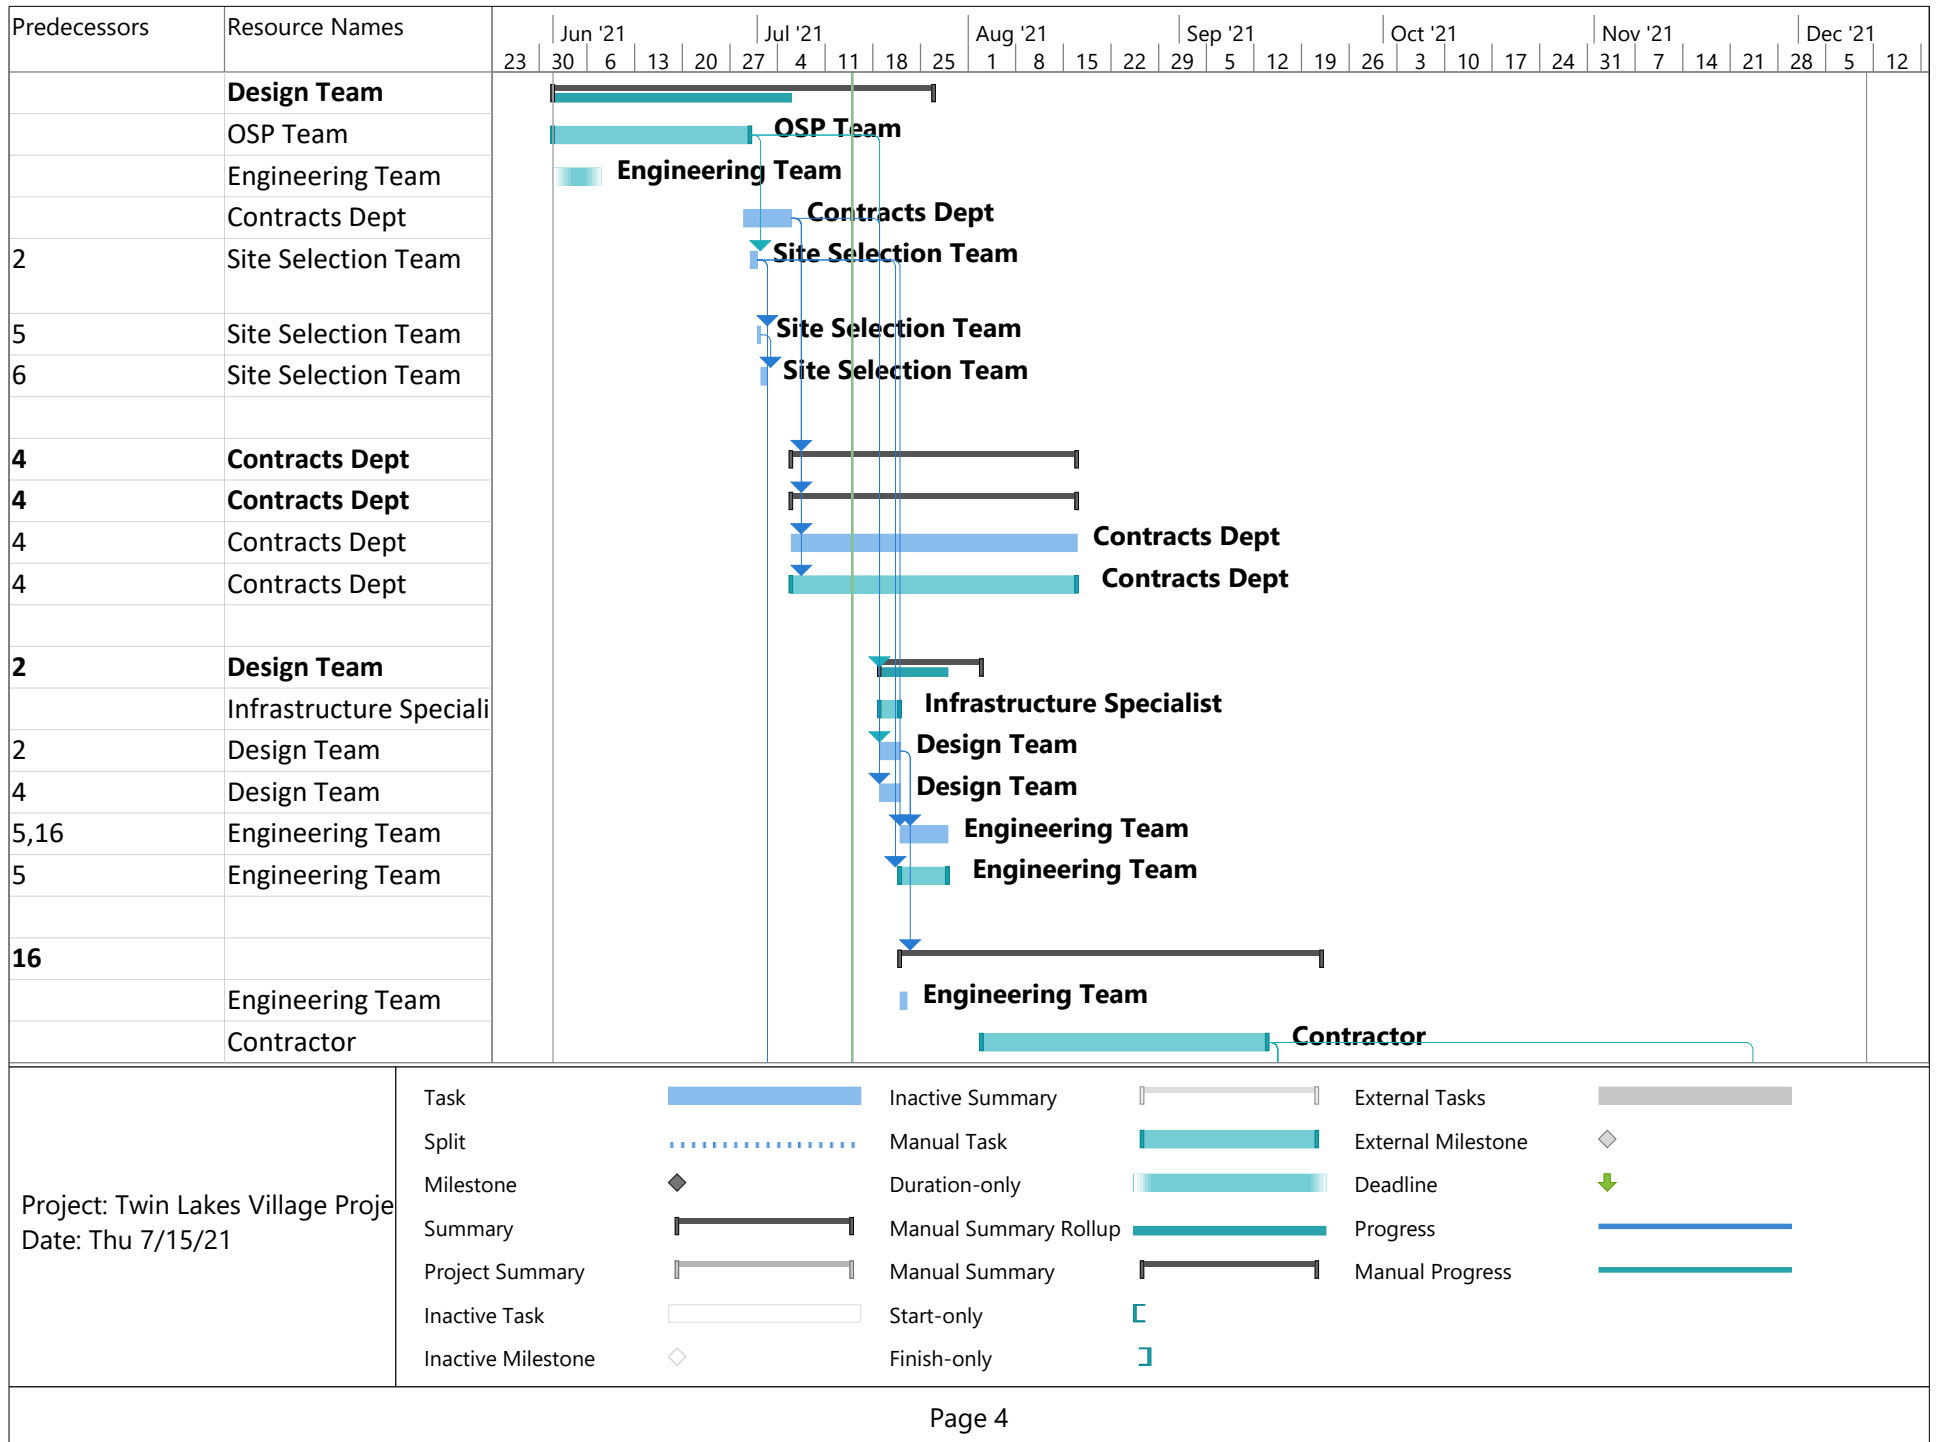 Predecessors Resource Names Jun '21 Jul '21 Aug '21 Sep '21 Oct '21 Nov '21 Dec '21
23 30 6 13 20 27 4 11 18 25 1 8 15 22 29 5 12 19 26 3 10 17 24 31 7 14 21 28 5 12
Design Team
OSP Team OSP Team
Engineering Team Engineering Team
Contracts Dept Contracts Dept
2 Site Selection Team Site Selection Team
5 Site Selection Team Site Selection Team
6 Site Selection Team Site Selection Team
4 Contracts Dept
4 Contracts Dept
4 Contracts Dept Contracts Dept
4 Contracts Dept Contracts Dept
2 Design Team
Infrastructure Speciali Infrastructure Specialist
2 Design Team Design Team
4 Design Team Design Team
5,16 Engineering Team Engineering Team
5 Engineering Team Engineering Team
16
Engineering Team Engineering Team
Contractor Contractor
Project: Twin Lakes Village Proje
Date: Thu 7/15/21
Task Inactive Summary External Tasks
Split Manual Task External Milestone
Milestone Duration-only Deadline
Summary Manual Summary Rollup Progress
Project Summary Manual Summary Manual Progress
Inactive Task Start-only
Inactive Milestone Finish-only
Page 4